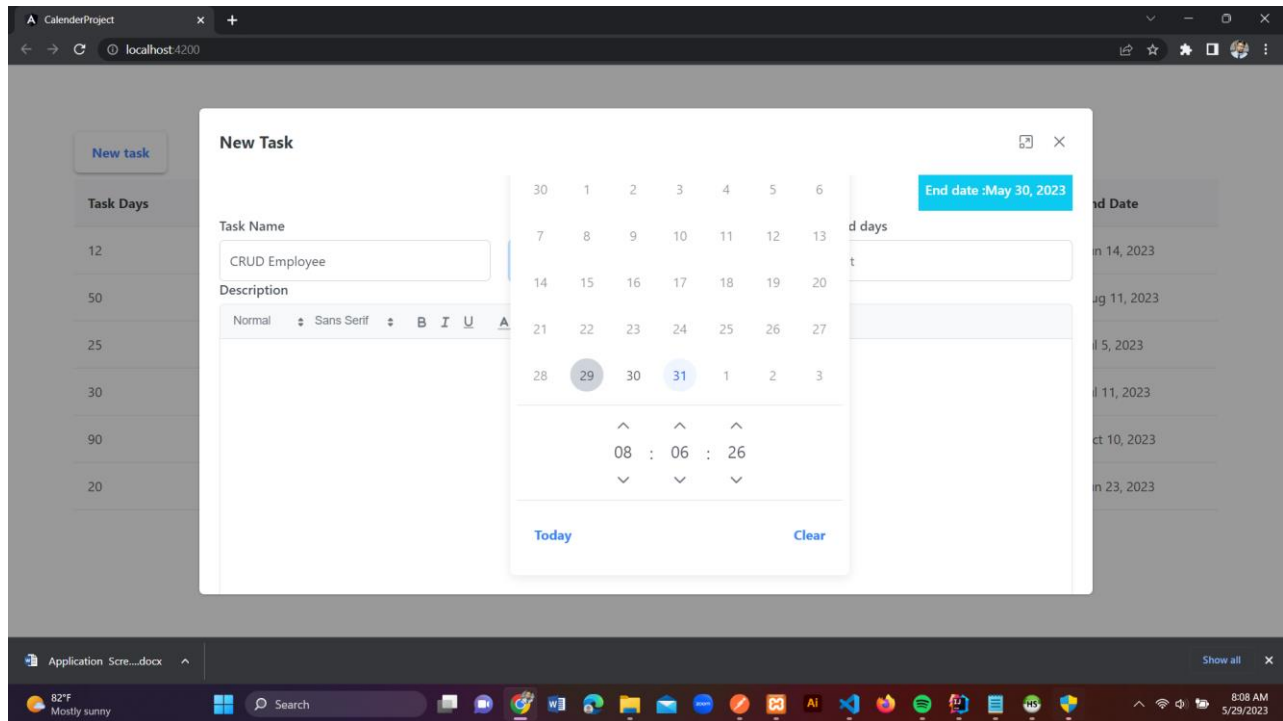 CalenderProject
localhost:4200
New task
New Task
End date :May 30, 2023
Task Days
nd Date
Task Name
d days
CRUD Employee
t
Description
Normal Sans Serif B I U A
30 1 2 3 4 5 6
7 8 9 10 11 12 13
14 15 16 17 18 19 20
21 22 23 24 25 26 27
28 29 30 31 1 2 3
08 : 06 : 26
Today Clear
12
n 14, 2023
50
ug 11, 2023
25
l 5, 2023
30
l 11, 2023
90
ct 10, 2023
20
n 23, 2023
Application Scre....docx
Show all
82°F
Mostly sunny
Search
zoom
Ai
HS
8:08 AM
5/29/2023